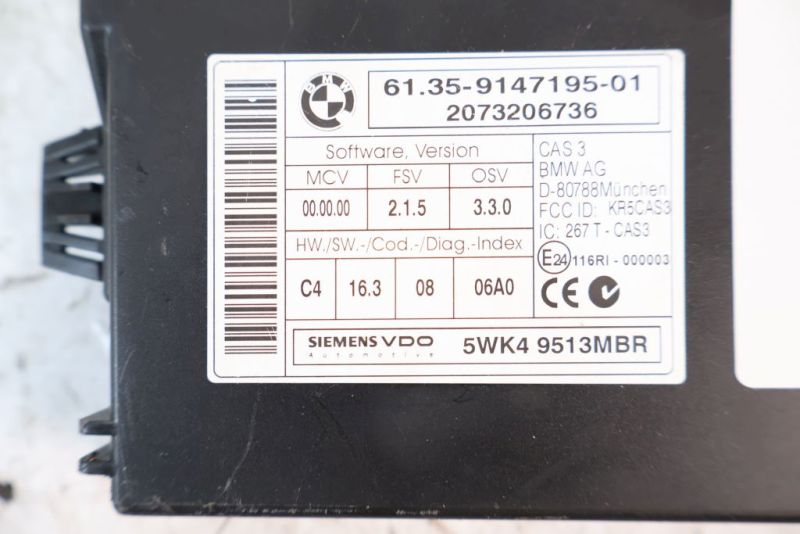 BMW
61.35-9147195-01
2073206736
Software, Version
MCV FSV OSV
00.00.00 2.1.5 3.3.0
HW./SW.-/Cod.-/Diag.-Index
C4 16.3 08 06A0
CAS 3
BMW AG
D-80788München
FCC ID: KR5CAS3
IC: 267 T - CAS3
E24 116RI - 000003
CE
SIEMENS VDO
Automotive
5WK4 9513MBR